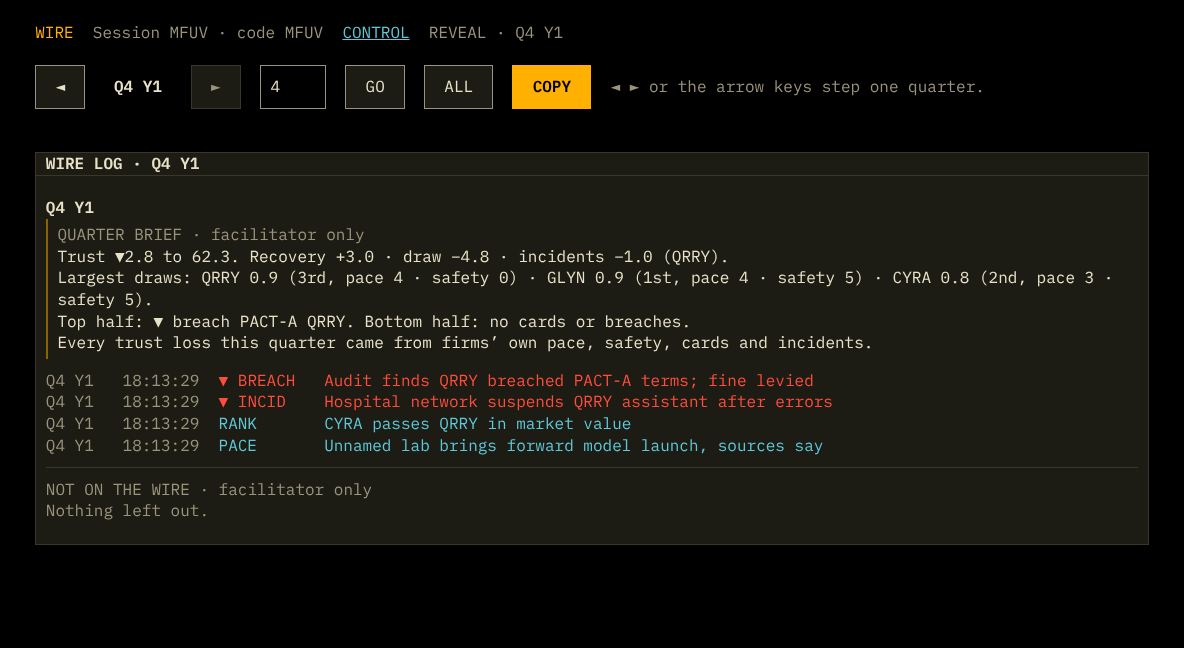 WIRE Session MFUV · code MFUV CONTROL REVEAL · Q4 Y1
◄ Q4 Y1 ► 4 GO ALL COPY ◄ ► or the arrow keys step one quarter.
WIRE LOG · Q4 Y1
Q4 Y1
QUARTER BRIEF · facilitator only
Trust ▼2.8 to 62.3. Recovery +3.0 · draw −4.8 · incidents −1.0 (QRRY).
Largest draws: QRRY 0.9 (3rd, pace 4 · safety 0) · GLYN 0.9 (1st, pace 4 · safety 5) · CYRA 0.8 (2nd, pace 3 ·
safety 5).
Top half: ▼ breach PACT-A QRRY. Bottom half: no cards or breaches.
Every trust loss this quarter came from firms’ own pace, safety, cards and incidents.
Q4 Y1 18:13:29 ▼ BREACH Audit finds QRRY breached PACT-A terms; fine levied
Q4 Y1 18:13:29 ▼ INCID Hospital network suspends QRRY assistant after errors
Q4 Y1 18:13:29 RANK CYRA passes QRRY in market value
Q4 Y1 18:13:29 PACE Unnamed lab brings forward model launch, sources say
NOT ON THE WIRE · facilitator only
Nothing left out.